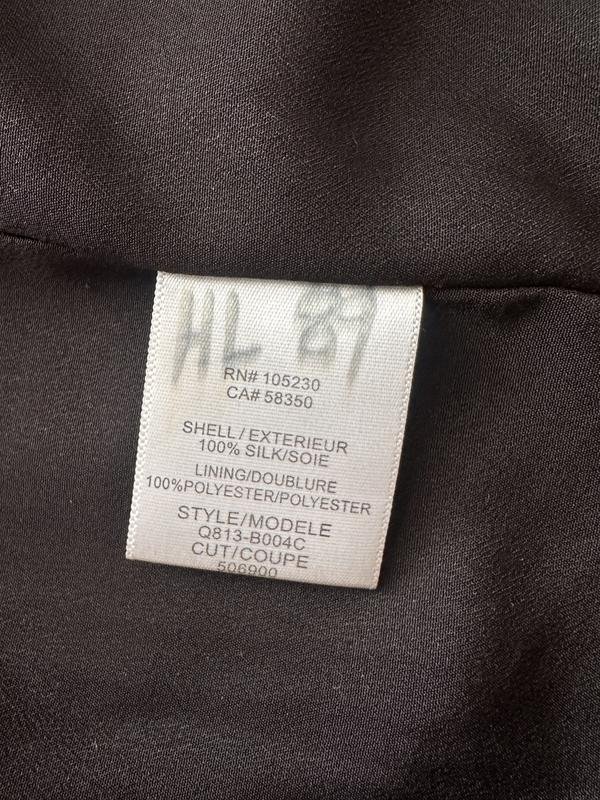 HL 89
RN# 105230
CA# 58350
SHELL/EXTERIEUR
100% SILK/SOIE
LINING/DOUBLURE
100%POLYESTER/POLYESTER
STYLE/MODELE
Q813-B004C
CUT/COUPE
506900